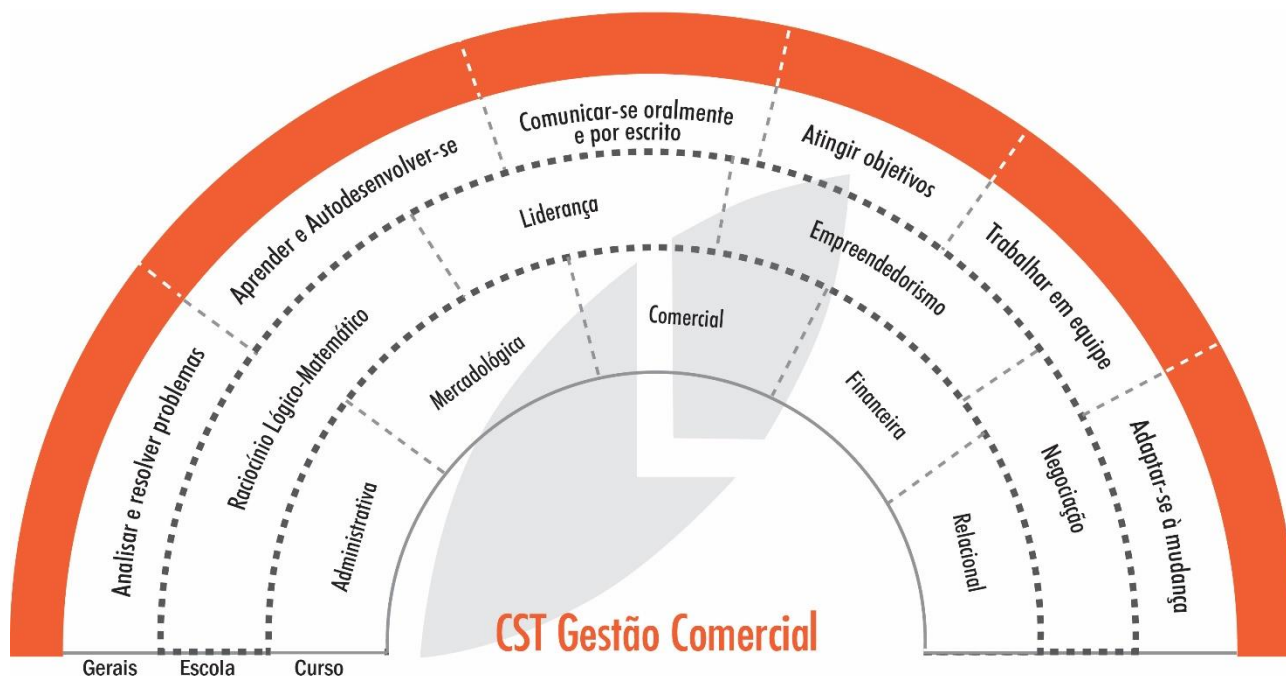 Analisar e resolver problemas
Aprender e Autodesenvolver-se
Comunicar-se oralmente
e por escrito
Atingir objetivos
Trabalhar em equipe
Adaptar-se à mudança
Raciocínio Lógico-Matemático
Liderança
Empreendedorismo
Negociação
Administrativa
Mercadológica
Comercial
Financeira
Relacional
CST Gestão Comercial
Gerais
Escola
Curso